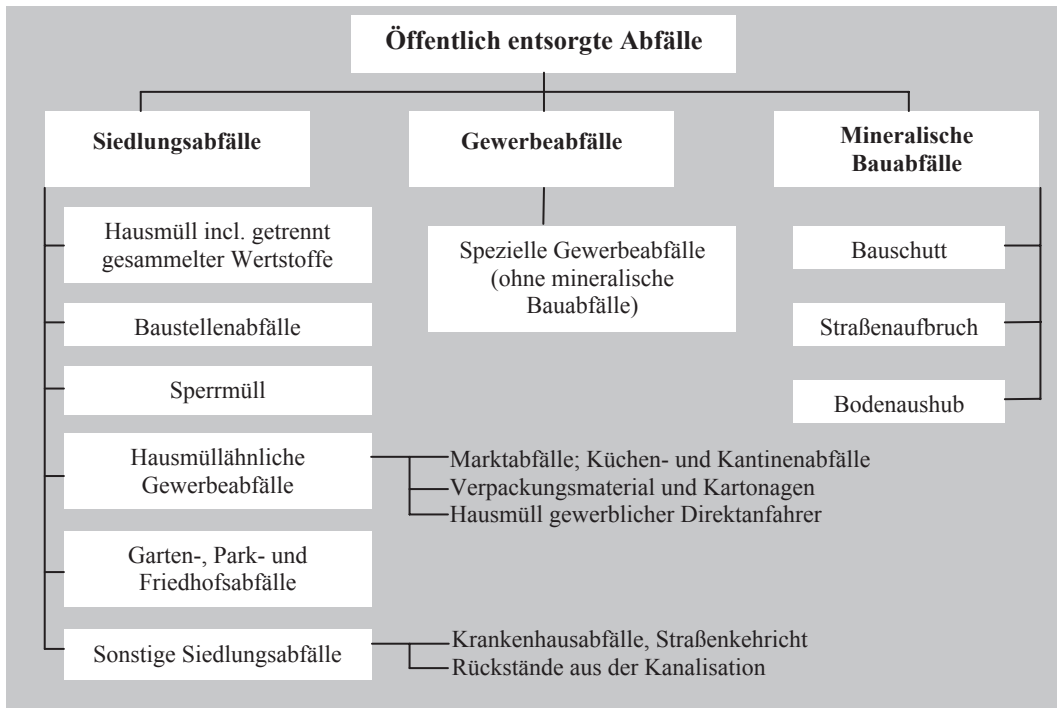 Öffentlich entsorgte Abfälle
Siedlungsabfälle
Gewerbeabfälle
Mineralische
Bauabfälle
Hausmüll incl. getrennt
gesammelter Wertstoffe
Baustellenabfälle
Sperrmüll
Hausmüllähnliche
Gewerbeabfälle
Marktabfälle; Küchen- und Kantinenabfälle
Verpackungsmaterial und Kartonagen
Hausmüll gewerblicher Direktanfahrer
Garten-, Park- und
Friedhofsabfälle
Sonstige Siedlungsabfälle
Krankenhausabfälle, Straßenkehricht
Rückstände aus der Kanalisation
Spezielle Gewerbeabfälle
(ohne mineralische
Bauabfälle)
Bauschutt
Straßenaufbruch
Bodenaushub